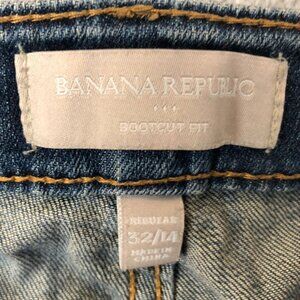 BANANA REPUBLIC
BOOTCUT FIT
REGULAR
32/14
MADE IN
CHINA